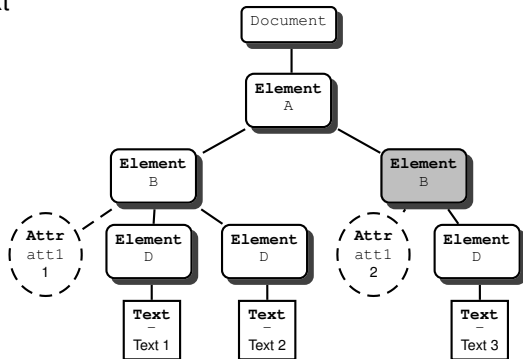 Document
Element
A
Element
B
Element
B
Attr
att1
1
Element
D
Element
D
Attr
att1
2
Element
D
Text
–
Text 1
Text
–
Text 2
Text
–
Text 3